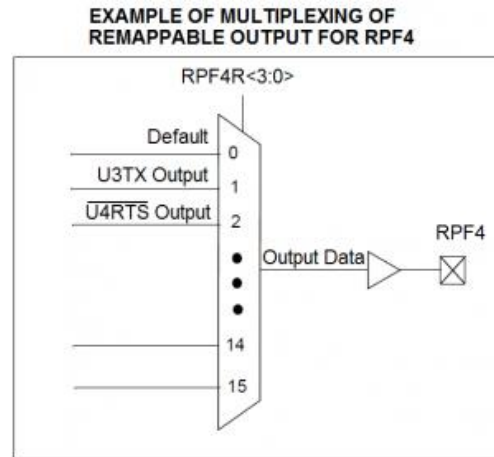 EXAMPLE OF MULTIPLEXING OF
REMAPPABLE OUTPUT FOR RPF4
RPF4R<3:0>
Default
0
U3TX Output
1
U4RTS Output
2
RPF4
Output Data
14
15